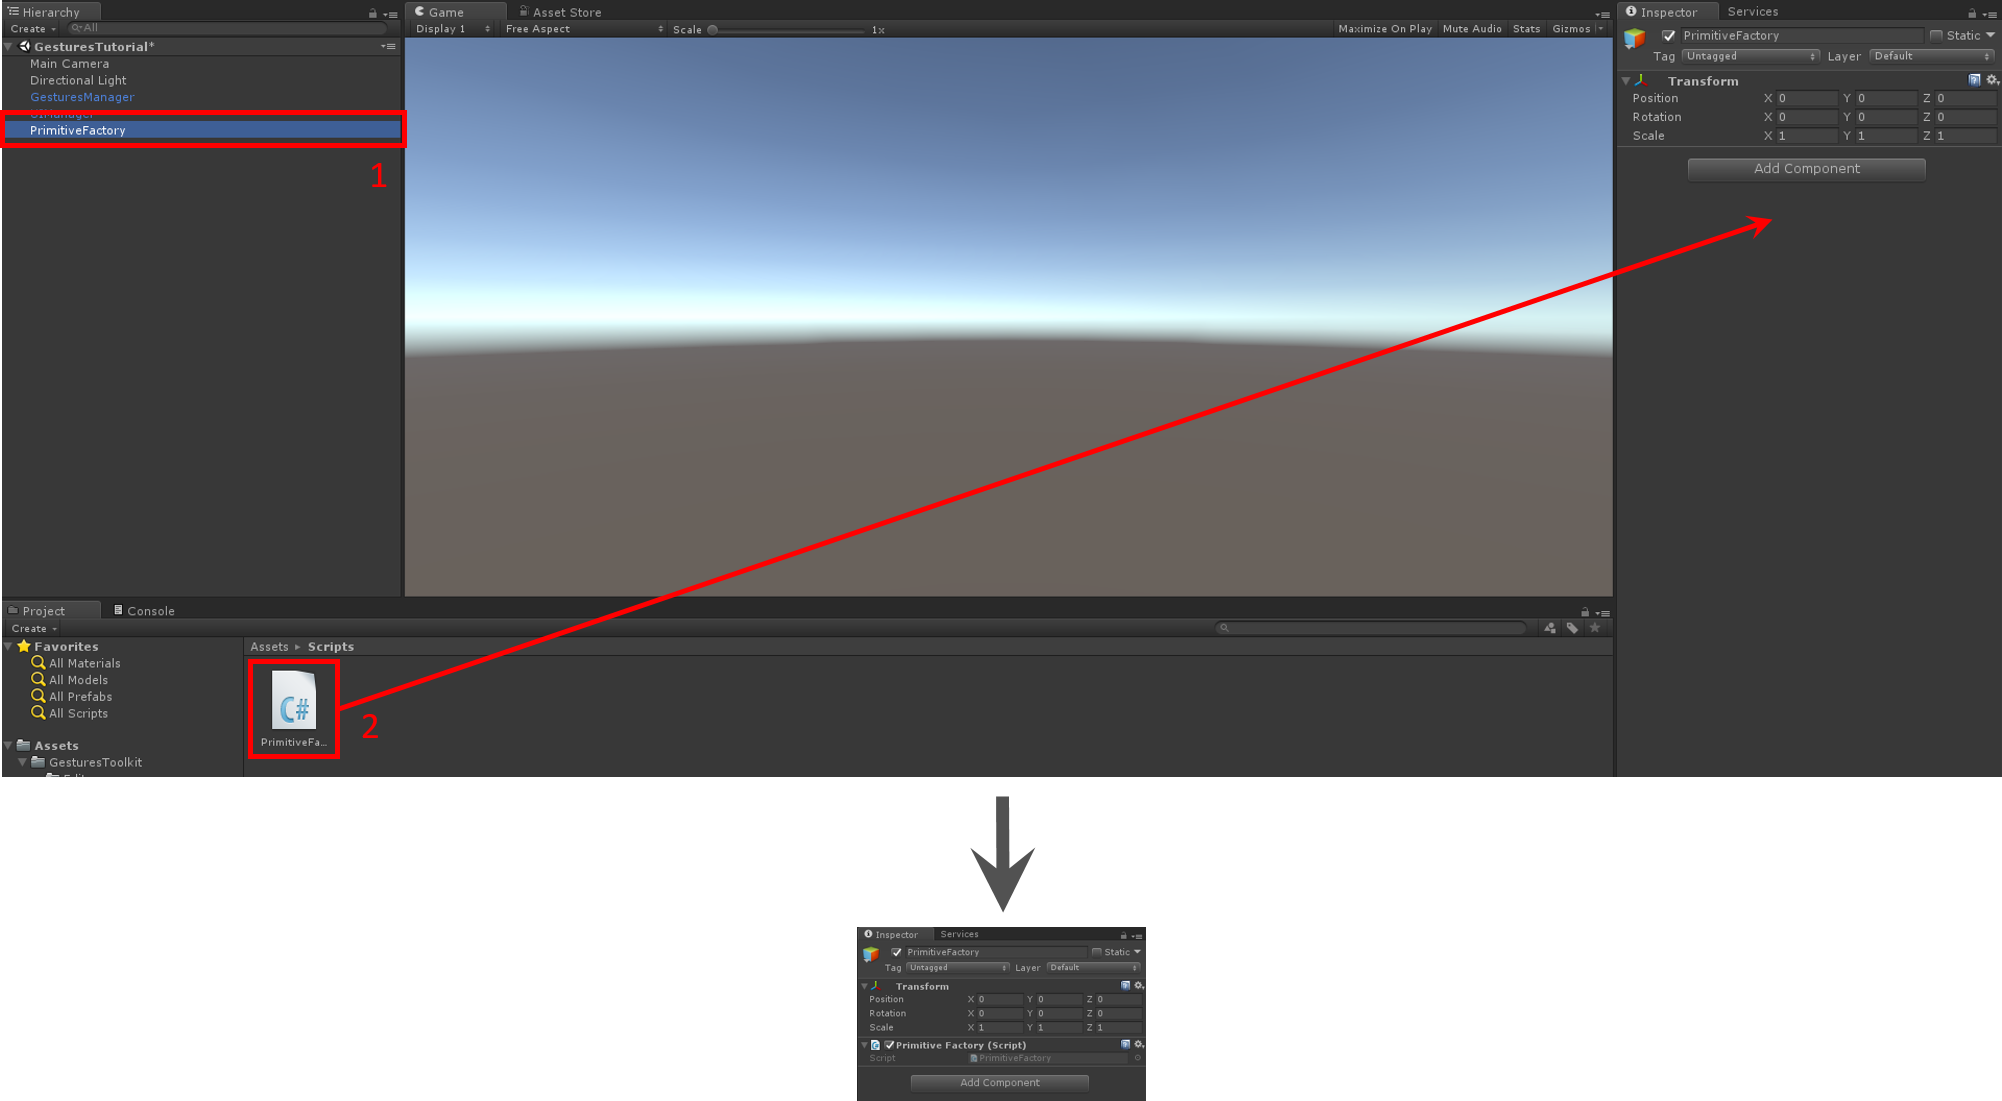 Hierarchy
Create
All
GesturesTutorial*
Main Camera
Directional Light
GesturesManager
UIManager
PrimitiveFactory
1
Game
Asset Store
Display 1
Free Aspect
Scale
1x
Maximize On Play
Mute Audio
Stats
Gizmos
Inspector
Services
PrimitiveFactory
Static
Tag
Untagged
Layer
Default
Transform
Position X 0 Y 0 Z 0
Rotation X 0 Y 0 Z 0
Scale X 1 Y 1 Z 1
Add Component
Project
Console
Create
Favorites
All Materials
All Models
All Prefabs
All Scripts
Assets
GesturesToolkit
Assets ▸ Scripts
C#
PrimitiveFa...
2
Inspector
Services
PrimitiveFactory
Static
Tag
Untagged
Layer
Default
Transform
Position X 0 Y 0 Z 0
Rotation X 0 Y 0 Z 0
Scale X 1 Y 1 Z 1
Primitive Factory (Script)
Script
PrimitiveFactory
Add Component